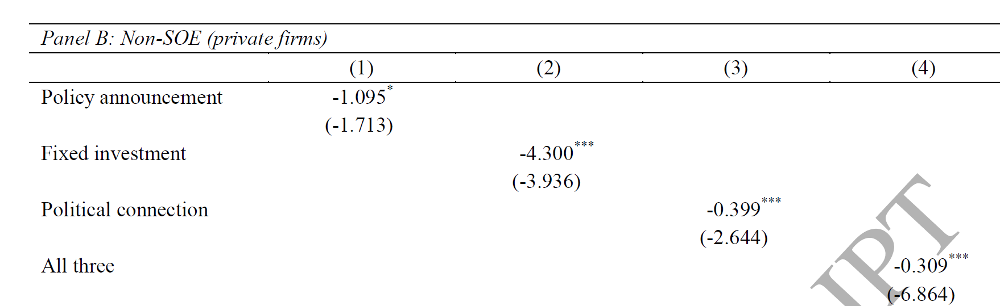 Panel B: Non-SOE (private firms)
(1) (2) (3) (4)
Policy announcement -1.095*
(-1.713)
Fixed investment -4.300***
(-3.936)
Political connection -0.399***
(-2.644)
All three -0.309***
(-6.864)
IPT